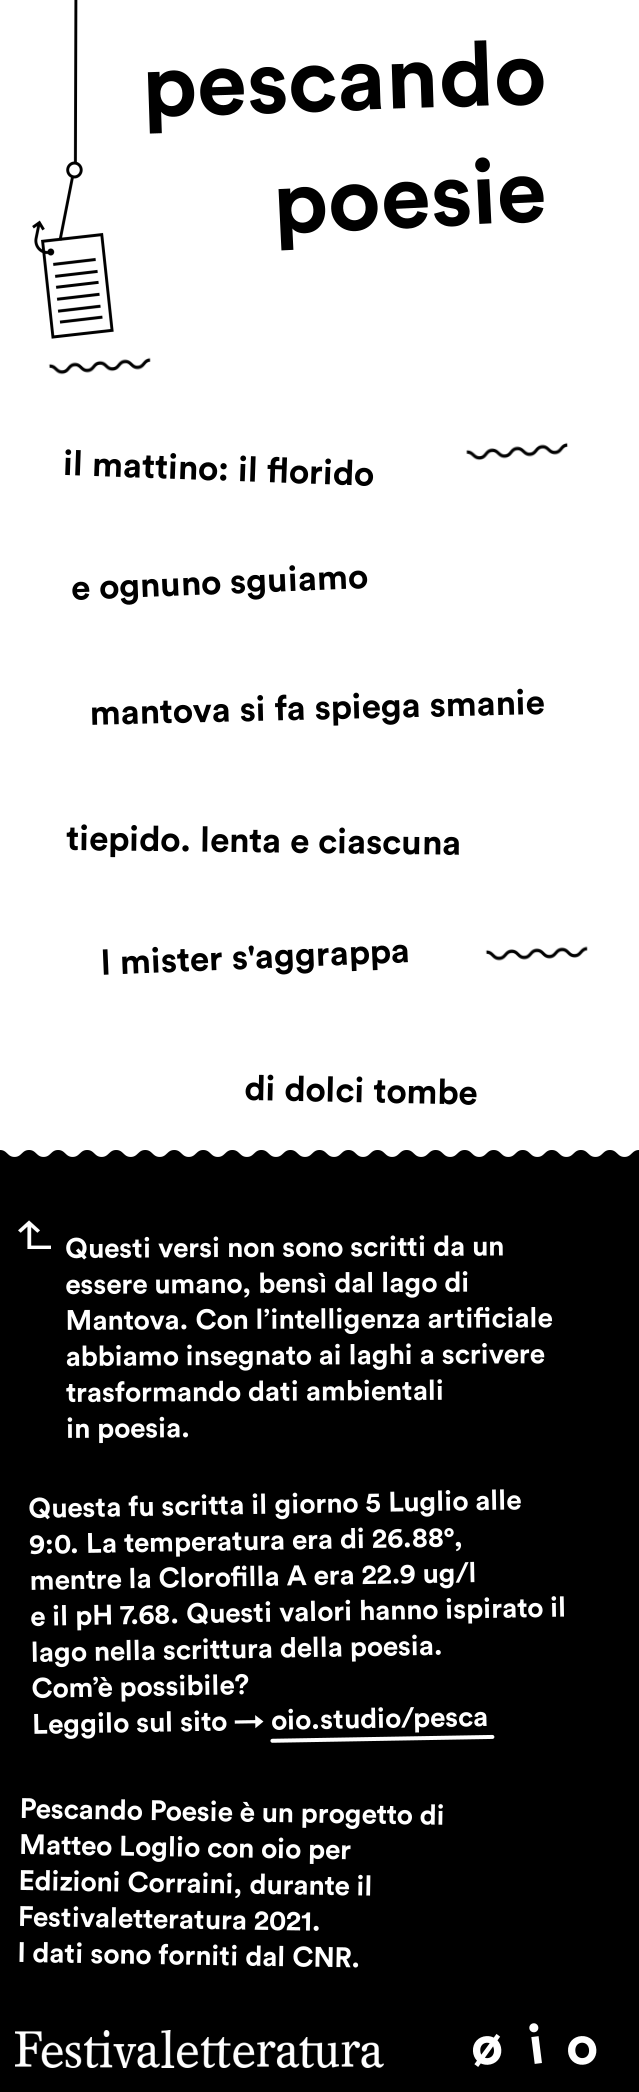 pescando
poesie
il mattino: il florido
e ognuno sguiamo
mantova si fa spiega smanie
tiepido. lenta e ciascuna
l mister s'aggrappa
di dolci tombe
Questi versi non sono scritti da un
essere umano, bensì dal lago di
Mantova. Con l’intelligenza artificiale
abbiamo insegnato ai laghi a scrivere
trasformando dati ambientali
in poesia.
Questa fu scritta il giorno 5 Luglio alle
9:0. La temperatura era di 26.88°,
mentre la Clorofilla A era 22.9 ug/l
e il pH 7.68. Questi valori hanno ispirato il
lago nella scrittura della poesia.
Com’è possibile?
Leggilo sul sito → oio.studio/pesca
Pescando Poesie è un progetto di
Matteo Loglio con oio per
Edizioni Corraini, durante il
Festivaletteratura 2021.
I dati sono forniti dal CNR.
Festivaletteratura
ø i o